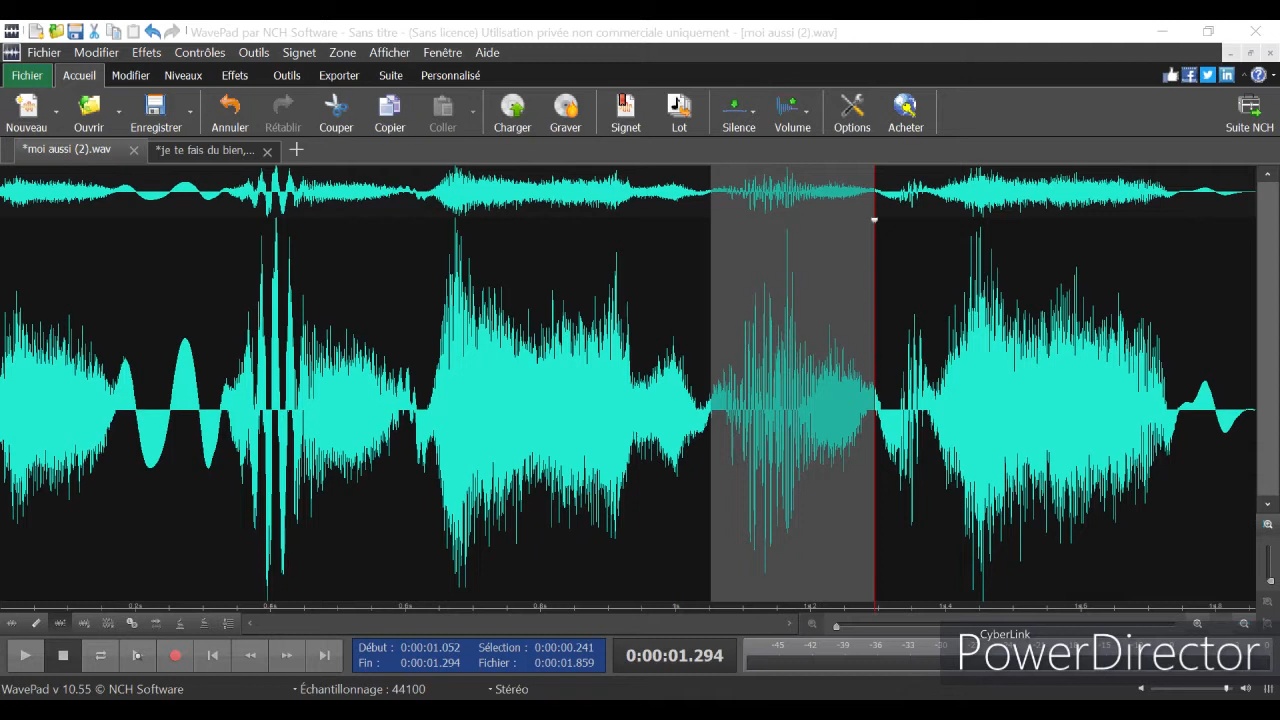 WavePad par NCH Software - Sans titre - (Sans licence) Utilisation privée non commerciale uniquement - [moi aussi (2).wav]
Fichier Modifier Effets Contrôles Outils Signet Zone Afficher Fenêtre Aide
Fichier Accueil Modifier Niveaux Effets Outils Exporter Suite Personnalisé
Nouveau Ouvrir Enregistrer Annuler Rétablir Couper Copier Coller Charger Graver Signet Lot Silence Volume Options Acheter Suite NCH
*moi aussi (2).wav *je te fais du bien,...
Début : 0:00:01.052 Sélection : 0:00:00.241
Fin : 0:00:01.294 Fichier : 0:00:01.859
0:00:01.294
-45 -42 -39 -36 -33
CyberLink
PowerDirector
WavePad v 10.55 © NCH Software Échantillonnage : 44100 Stéréo